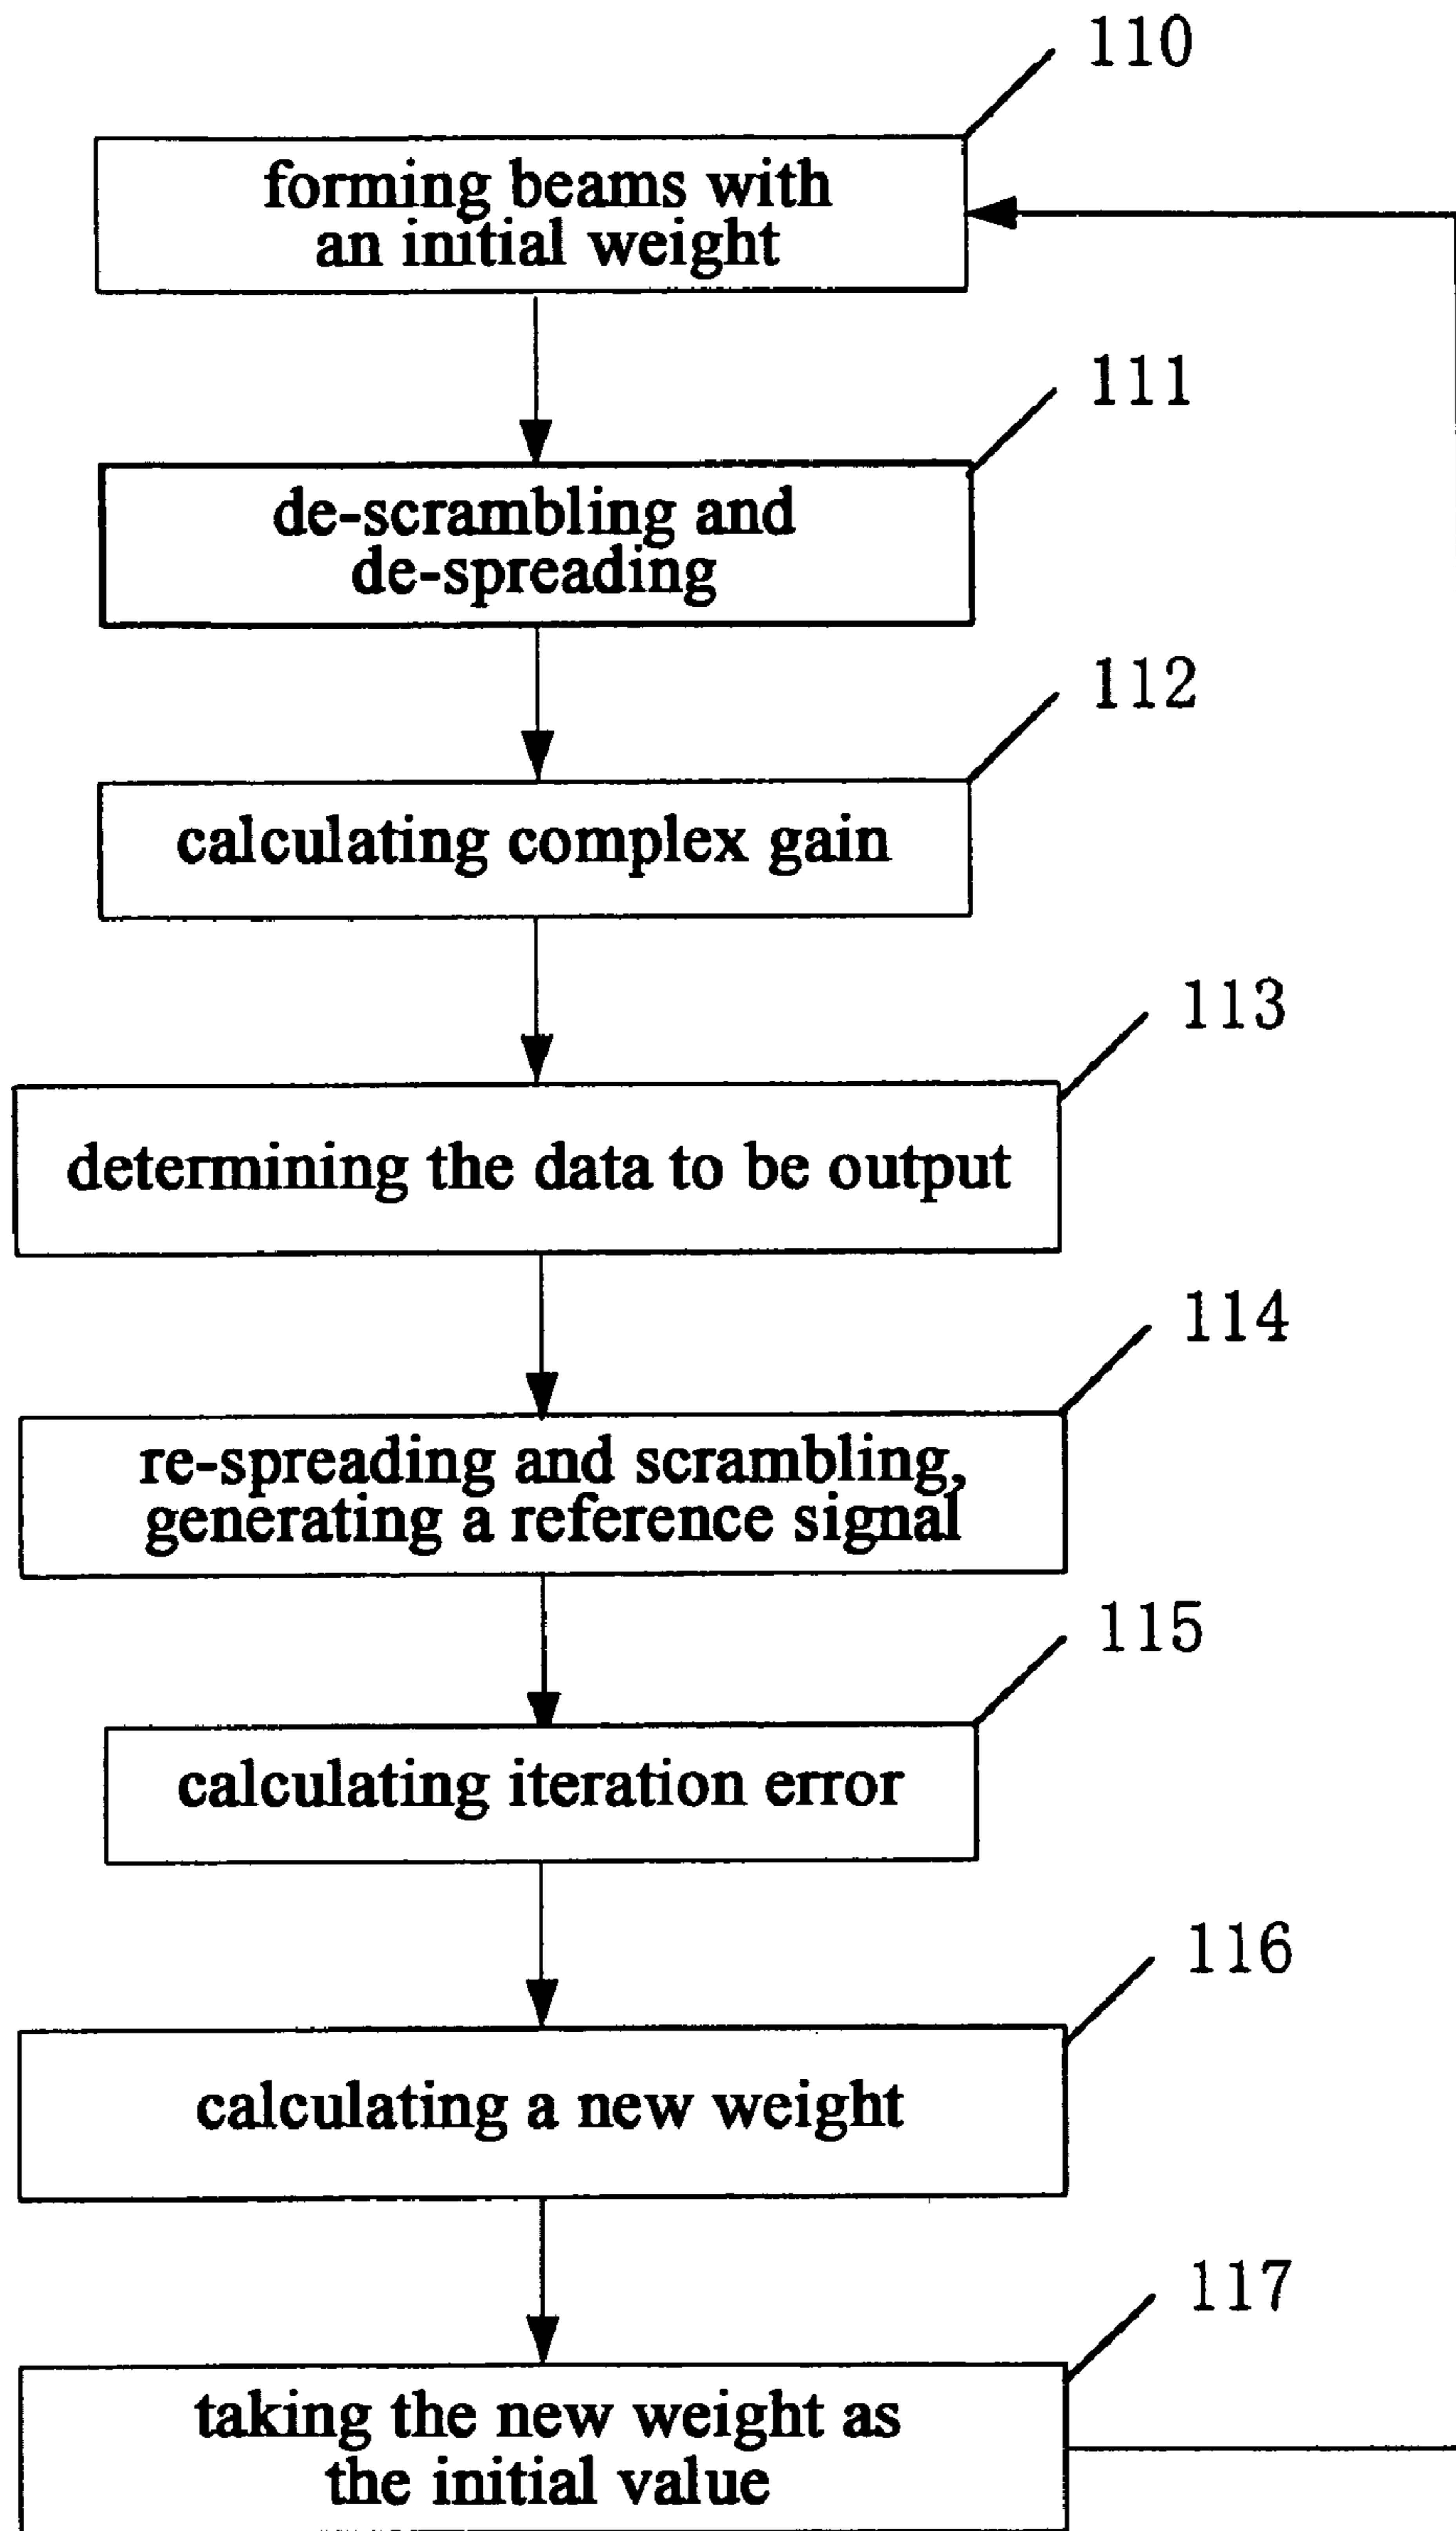 110
forming beams with
an initial weight
111
de-scrambling and
de-spreading
112
calculating complex gain
113
determining the data to be output
114
re-spreading and scrambling,
generating a reference signal
115
calculating iteration error
116
calculating a new weight
117
taking the new weight as
the initial value